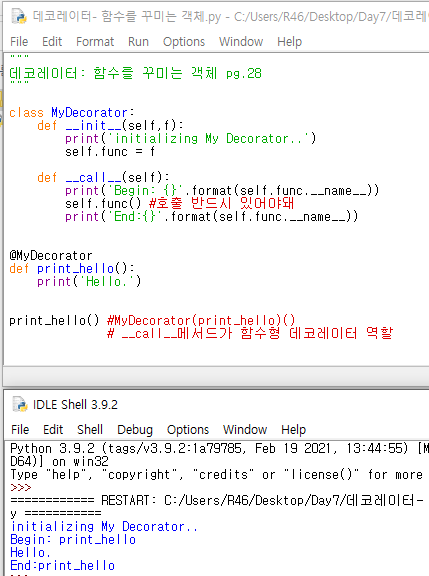 데코레이터- 함수를 꾸미는 객체.py - C:/Users/R46/Desktop/Day7/데코레이
File Edit Format Run Options Window Help
"""
데코레이터: 함수를 꾸미는 객체 pg.28
"""
class MyDecorator:
    def __init__(self,f):
        print('initializing My Decorator..')
        self.func = f
    def __call__(self):
        print('Begin: {}'.format(self.func.__name__))
        self.func() #호출 반드시 있어야돼
        print('End:{}'.format(self.func.__name__))
@MyDecorator
def print_hello():
    print('Hello.')
print_hello() #MyDecorator(print_hello)()
              # __call__메서드가 함수형 데코레이터 역할
IDLE Shell 3.9.2
File Edit Shell Debug Options Window Help
Python 3.9.2 (tags/v3.9.2:1a79785, Feb 19 2021, 13:44:55) [M
D64)] on win32
Type "help", "copyright", "credits" or "license()" for more
>>>
============ RESTART: C:/Users/R46/Desktop/Day7/데코레이터-
y ===========
initializing My Decorator..
Begin: print_hello
Hello.
End:print_hello